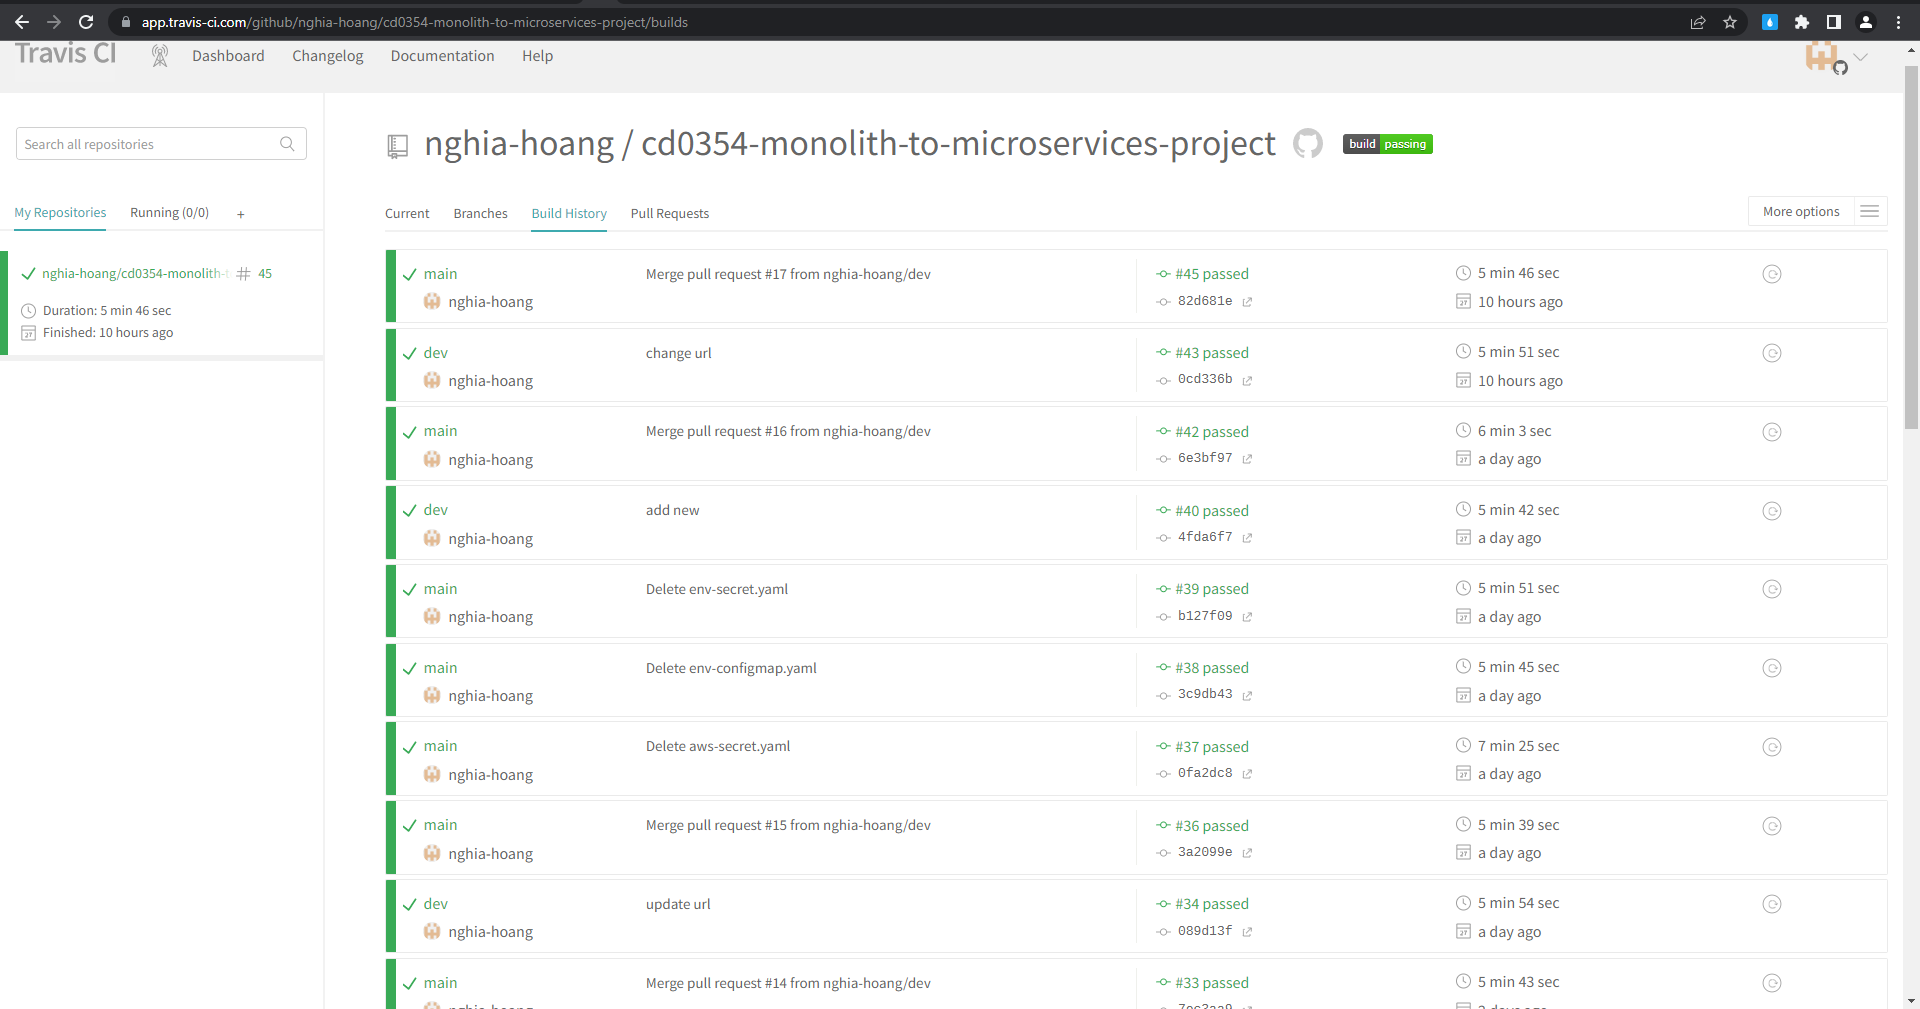 app.travis-ci.com/github/nghia-hoang/cd0354-monolith-to-microservices-project/builds
Travis CI Dashboard Changelog Documentation Help
Search all repositories
My Repositories Running (0/0) +
nghia-hoang/cd0354-monolith-t # 45
Duration: 5 min 46 sec
Finished: 10 hours ago
nghia-hoang / cd0354-monolith-to-microservices-project build passing
Current Branches Build History Pull Requests More options
main Merge pull request #17 from nghia-hoang/dev #45 passed 5 min 46 sec
nghia-hoang 82d681e 10 hours ago
dev change url #43 passed 5 min 51 sec
nghia-hoang 0cd336b 10 hours ago
main Merge pull request #16 from nghia-hoang/dev #42 passed 6 min 3 sec
nghia-hoang 6e3bf97 a day ago
dev add new #40 passed 5 min 42 sec
nghia-hoang 4fda6f7 a day ago
main Delete env-secret.yaml #39 passed 5 min 51 sec
nghia-hoang b127f09 a day ago
main Delete env-configmap.yaml #38 passed 5 min 45 sec
nghia-hoang 3c9db43 a day ago
main Delete aws-secret.yaml #37 passed 7 min 25 sec
nghia-hoang 0fa2dc8 a day ago
main Merge pull request #15 from nghia-hoang/dev #36 passed 5 min 39 sec
nghia-hoang 3a2099e a day ago
dev update url #34 passed 5 min 54 sec
nghia-hoang 089d13f a day ago
main Merge pull request #14 from nghia-hoang/dev #33 passed 5 min 43 sec